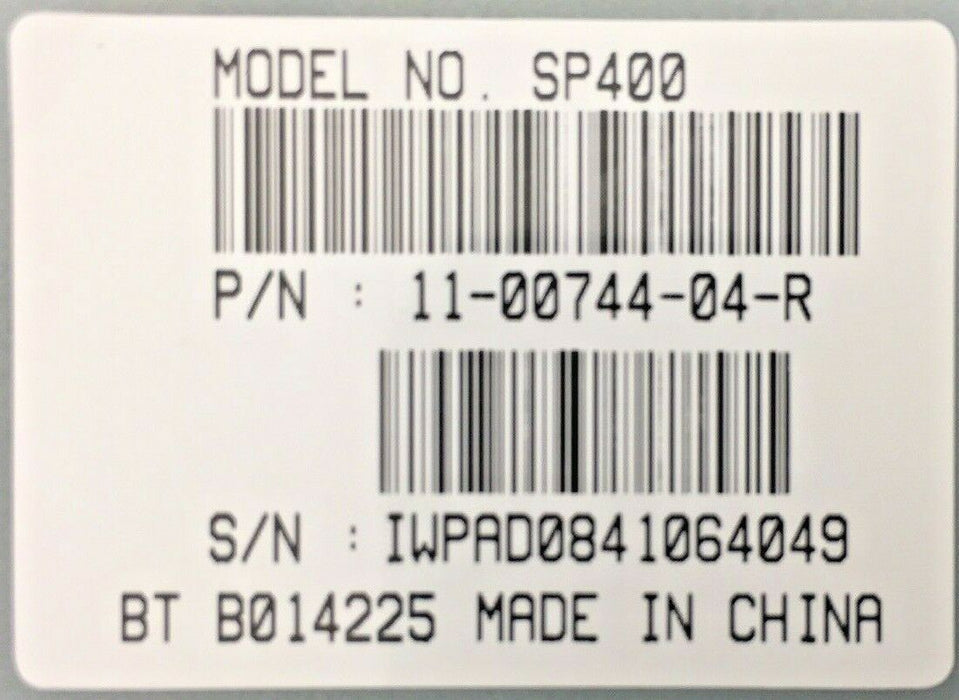 MODEL NO. SP400
P/N : 11-00744-04-R
S/N : IWPAD0841064049
BT B014225 MADE IN CHINA